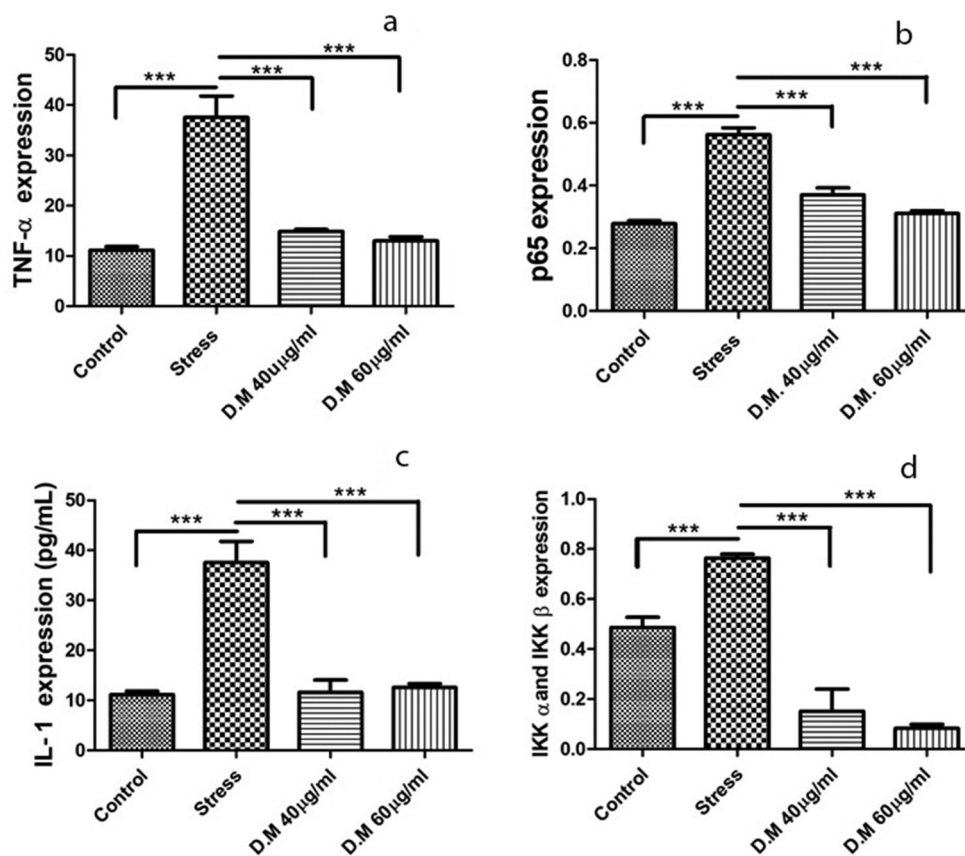 a
TNF-α expression
50
40
30
20
10
0
***
***
***
Control
Stress
D.M 40uµg/ml
D.M 60µg/ml
b
p65 expression
0.8
0.6
0.4
0.2
0.0
***
***
***
Control
Stress
D.M. 40µg/ml
D.M. 60µg/ml
c
IL-1 expression (pg/mL)
50
40
30
20
10
0
***
***
***
Control
Stress
D.M 40µg/ml
D.M 60µg/ml
d
IKK α and IKK β expression
1.0
0.8
0.6
0.4
0.2
0.0
***
***
***
Control
Stress
D.M 40µg/ml
D.M 60µg/ml